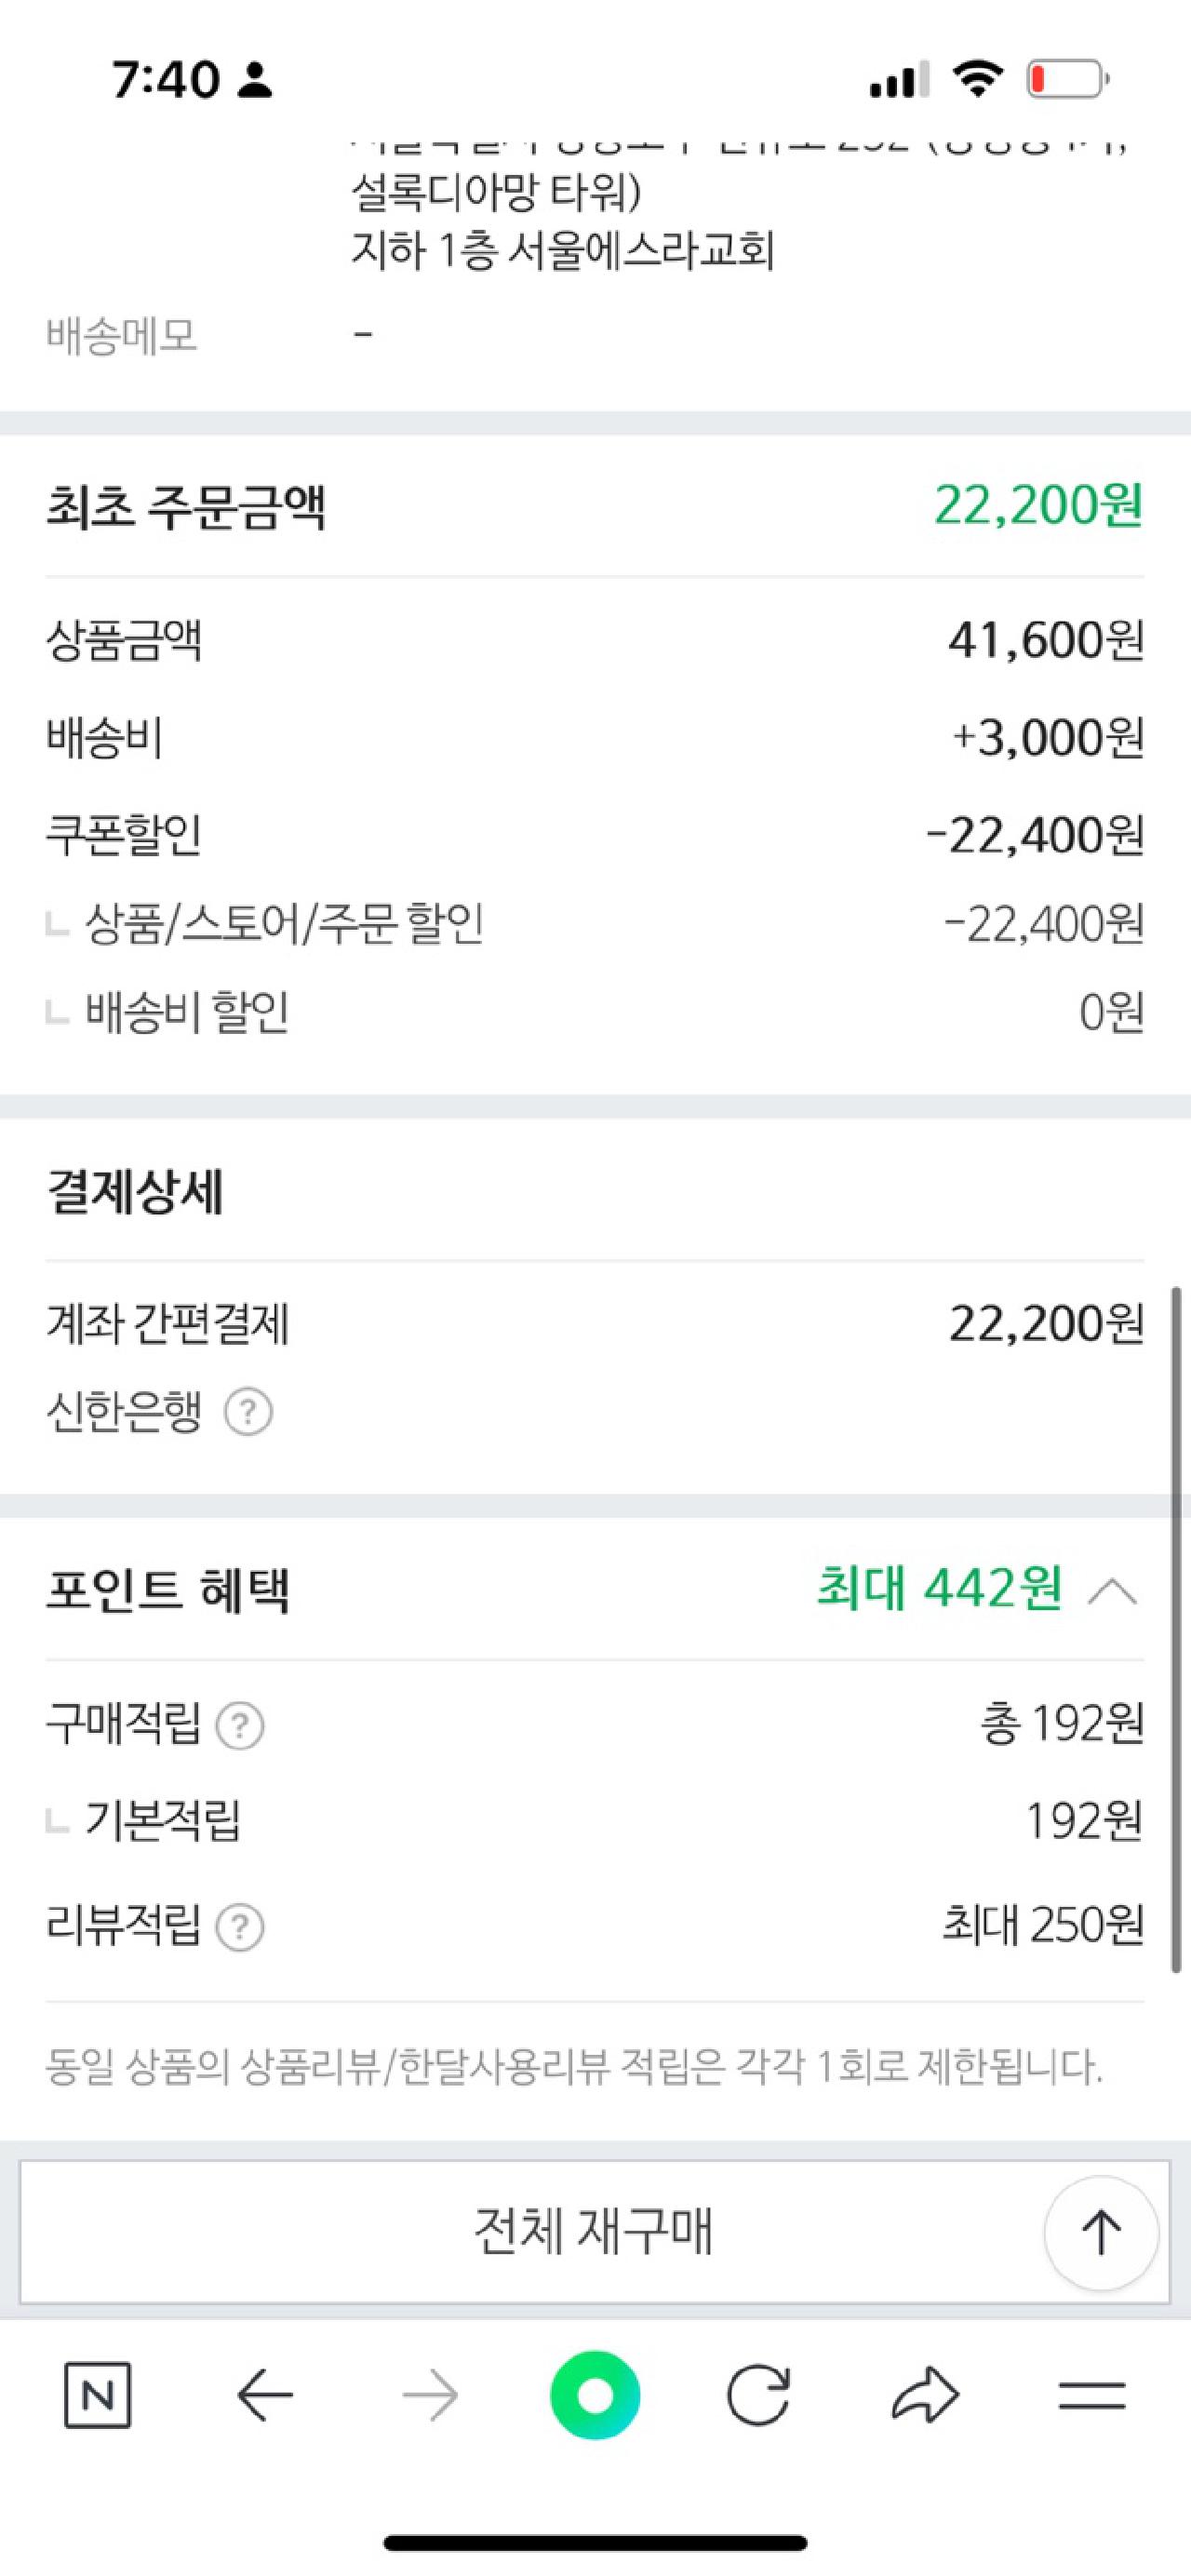 7:40
설록디아망 타워)
지하 1층 서울에스라교회
배송메모 -
최초 주문금액 22,200원
상품금액 41,600원
배송비 +3,000원
쿠폰할인 -22,400원
ㄴ 상품/스토어/주문 할인 -22,400원
ㄴ 배송비 할인 0원
결제상세
계좌 간편결제 22,200원
신한은행 ?
포인트 혜택 최대 442원
구매적립 ? 총 192원
ㄴ 기본적립 192원
리뷰적립 ? 최대 250원
동일 상품의 상품리뷰/한달사용리뷰 적립은 각각 1회로 제한됩니다.
전체 재구매
N